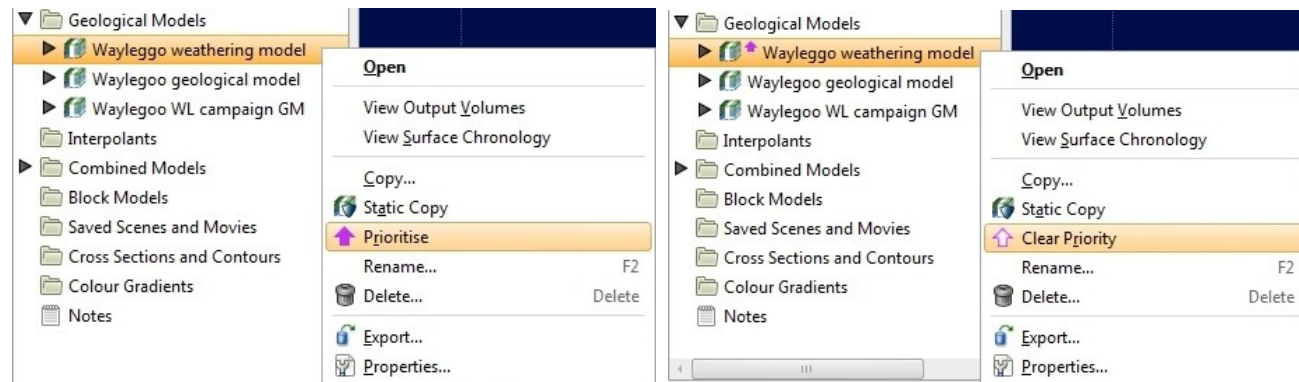 Geological Models
Wayleggo weathering model
Waylegoo geological model
Waylegoo WL campaign GM
Interpolants
Combined Models
Block Models
Saved Scenes and Movies
Cross Sections and Contours
Colour Gradients
Notes
Open
View Output Volumes
View Surface Chronology
Copy...
Static Copy
Prioritise
Rename... F2
Delete... Delete
Export...
Properties...
Geological Models
Wayleggo weathering model
Waylegoo geological model
Waylegoo WL campaign GM
Interpolants
Combined Models
Block Models
Saved Scenes and Movies
Cross Sections and Contours
Colour Gradients
Notes
Open
View Output Volumes
View Surface Chronology
Copy...
Static Copy
Clear Priority
Rename... F2
Delete... Delete
Export...
Properties...